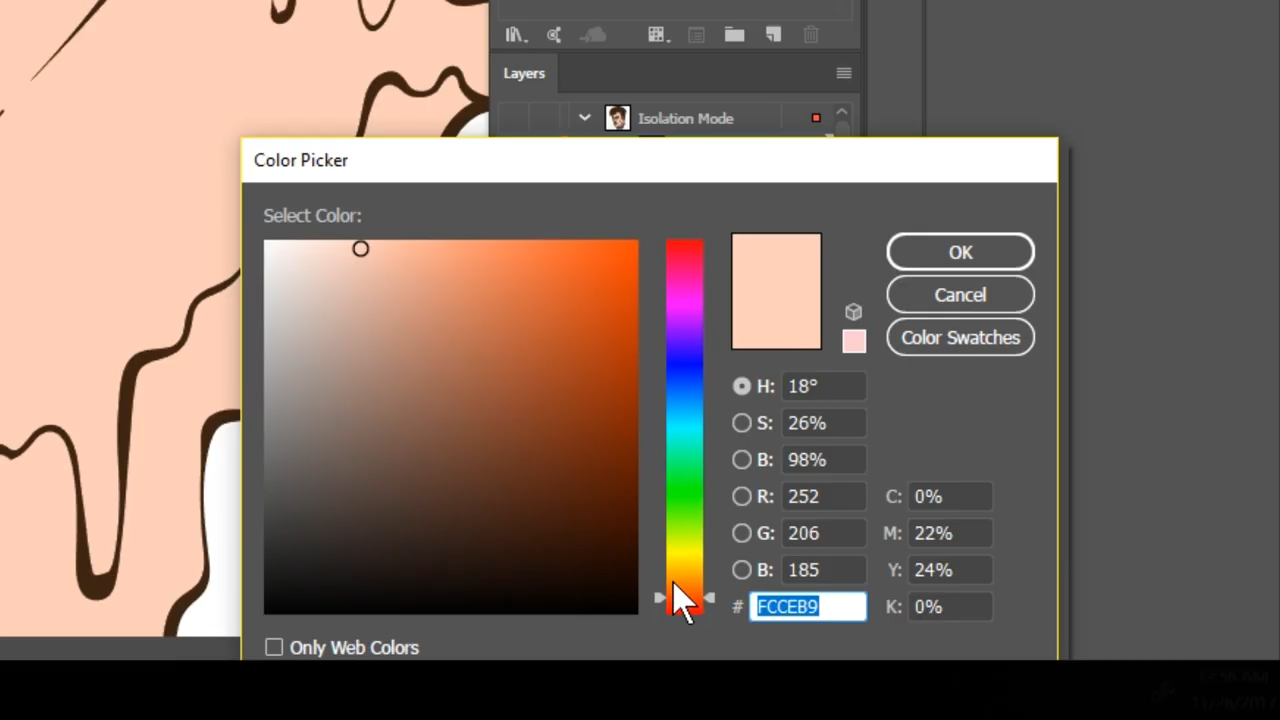 Layers
Isolation Mode
Color Picker
Select Color:
OK
Cancel
Color Swatches
H: 18°
S: 26%
B: 98%
R: 252 C: 0%
G: 206 M: 22%
B: 185 Y: 24%
# FCCEB9 K: 0%
Only Web Colors